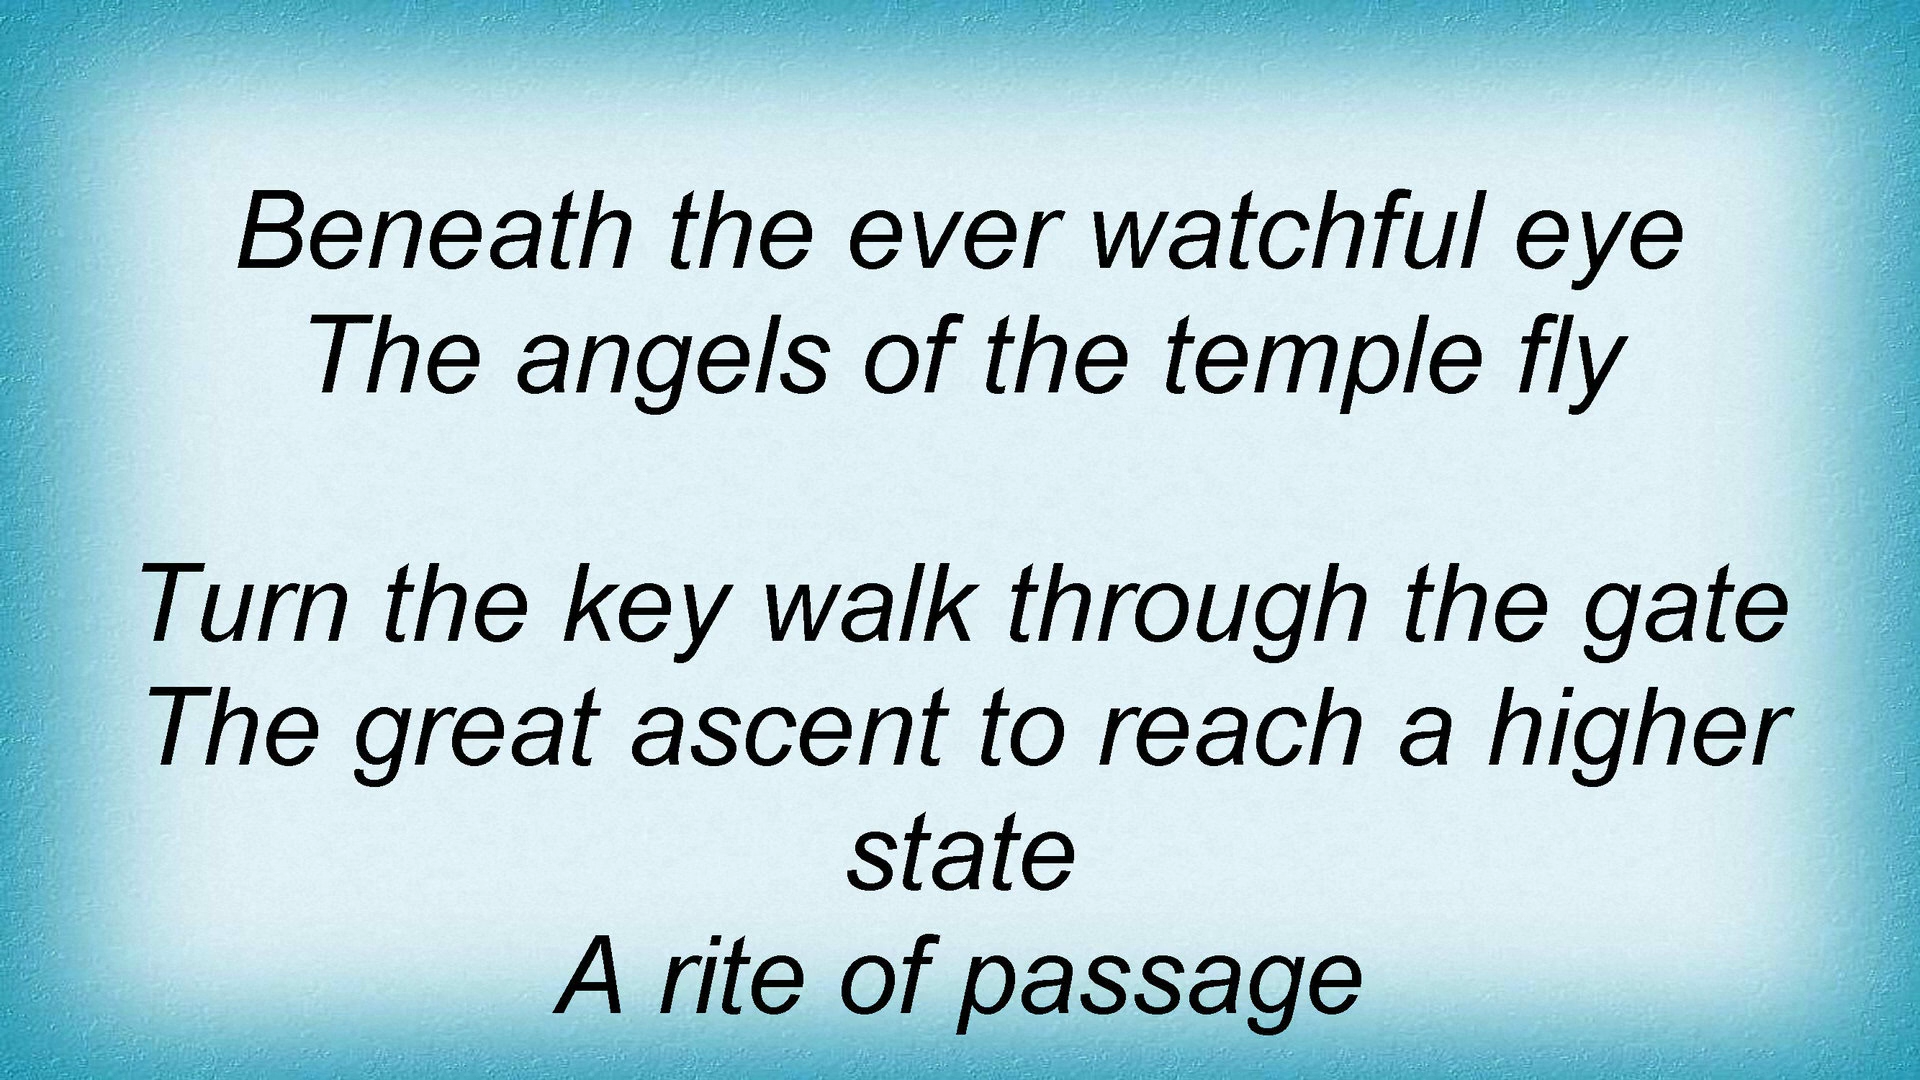 Beneath the ever watchful eye
The angels of the temple fly
Turn the key walk through the gate
The great ascent to reach a higher
state
A rite of passage